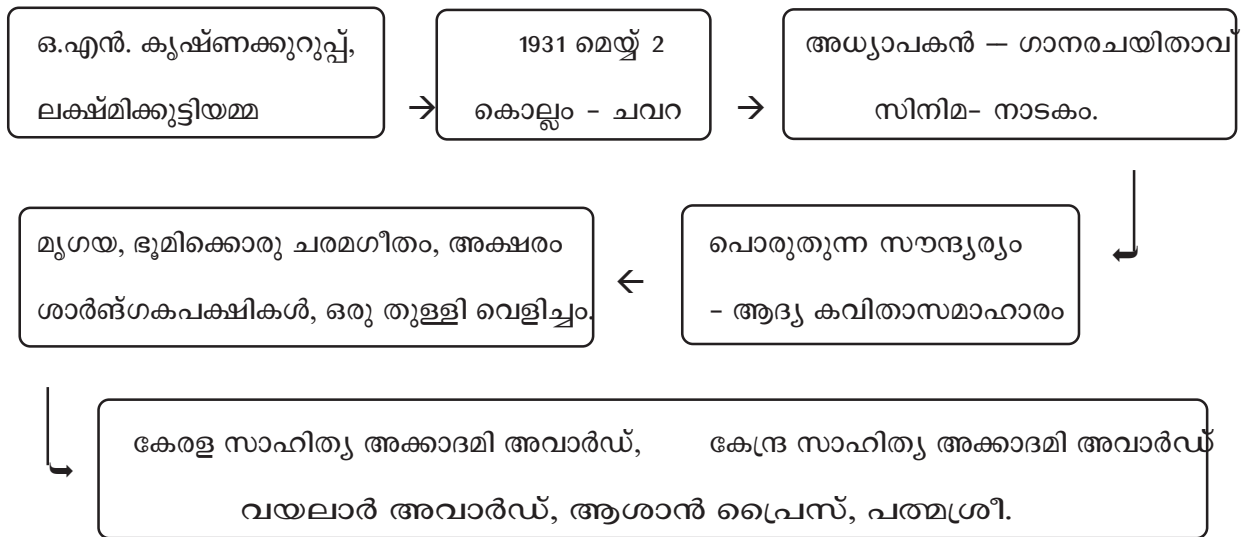 ഒ.എൻ. കൃഷ്ണക്കുറുപ്പ്,
ലക്ഷ്മിക്കുട്ടിയമ്മ
1931 മെയ്യ് 2
കൊല്ലം - ചവറ
അധ്യാപകൻ – ഗാനരചയിതാവ്
സിനിമ- നാടകം.
പൊരുതുന്ന സൗന്ദ്യര്യം
- ആദ്യ കവിതാസമാഹാരം
മൃഗയ, ഭൂമിക്കൊരു ചരമഗീതം, അക്ഷരം
ശാർങ്ഗകപക്ഷികൾ, ഒരു തുള്ളി വെളിച്ചം.
കേരള സാഹിത്യ അക്കാദമി അവാർഡ്, കേന്ദ്ര സാഹിത്യ അക്കാദമി അവാർഡ്
വയലാർ അവാർഡ്, ആശാൻ പ്രൈസ്, പത്മശ്രീ.